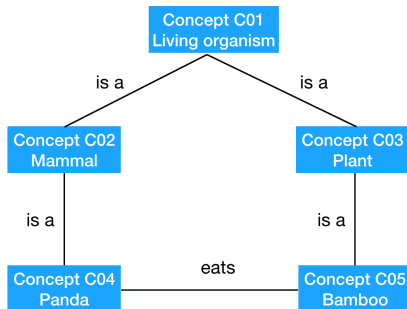 Concept C01
Living organism
is a
is a
Concept C02
Mammal
Concept C03
Plant
is a
is a
eats
Concept C04
Panda
Concept C05
Bamboo